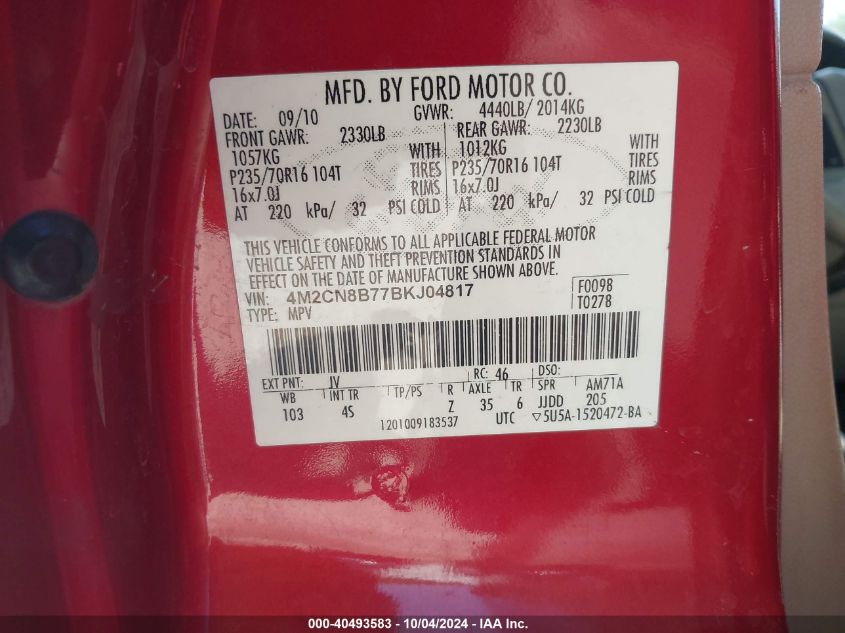 MFD. BY FORD MOTOR CO.
DATE: 09/10 GVWR: 4440LB/ 2014KG
FRONT GAWR: 2330LB REAR GAWR: 2230LB
1057KG WITH 1012KG WITH
P235/70R16 104T TIRES P235/70R16 104T TIRES
16x7.0J RIMS 16x7.0J RIMS
AT 220 kPa/ 32 PSI COLD AT 220 kPa/ 32 PSI COLD
THIS VEHICLE CONFORMS TO ALL APPLICABLE FEDERAL MOTOR
VEHICLE SAFETY AND THEFT PREVENTION STANDARDS IN
EFFECT ON THE DATE OF MANUFACTURE SHOWN ABOVE.
VIN: 4M2CN8B77BKJ04817 F0098
TYPE: MPV T0278
EXT PNT: JV RC: 46 DSO:
WB INT TR TP/PS R AXLE TR SPR AM71A
103 4S Z 35 6 JJDD 205
1201009183537 UTC ▽5U5A-1520472-BA
000-40493583 - 10/04/2024 - IAA Inc.